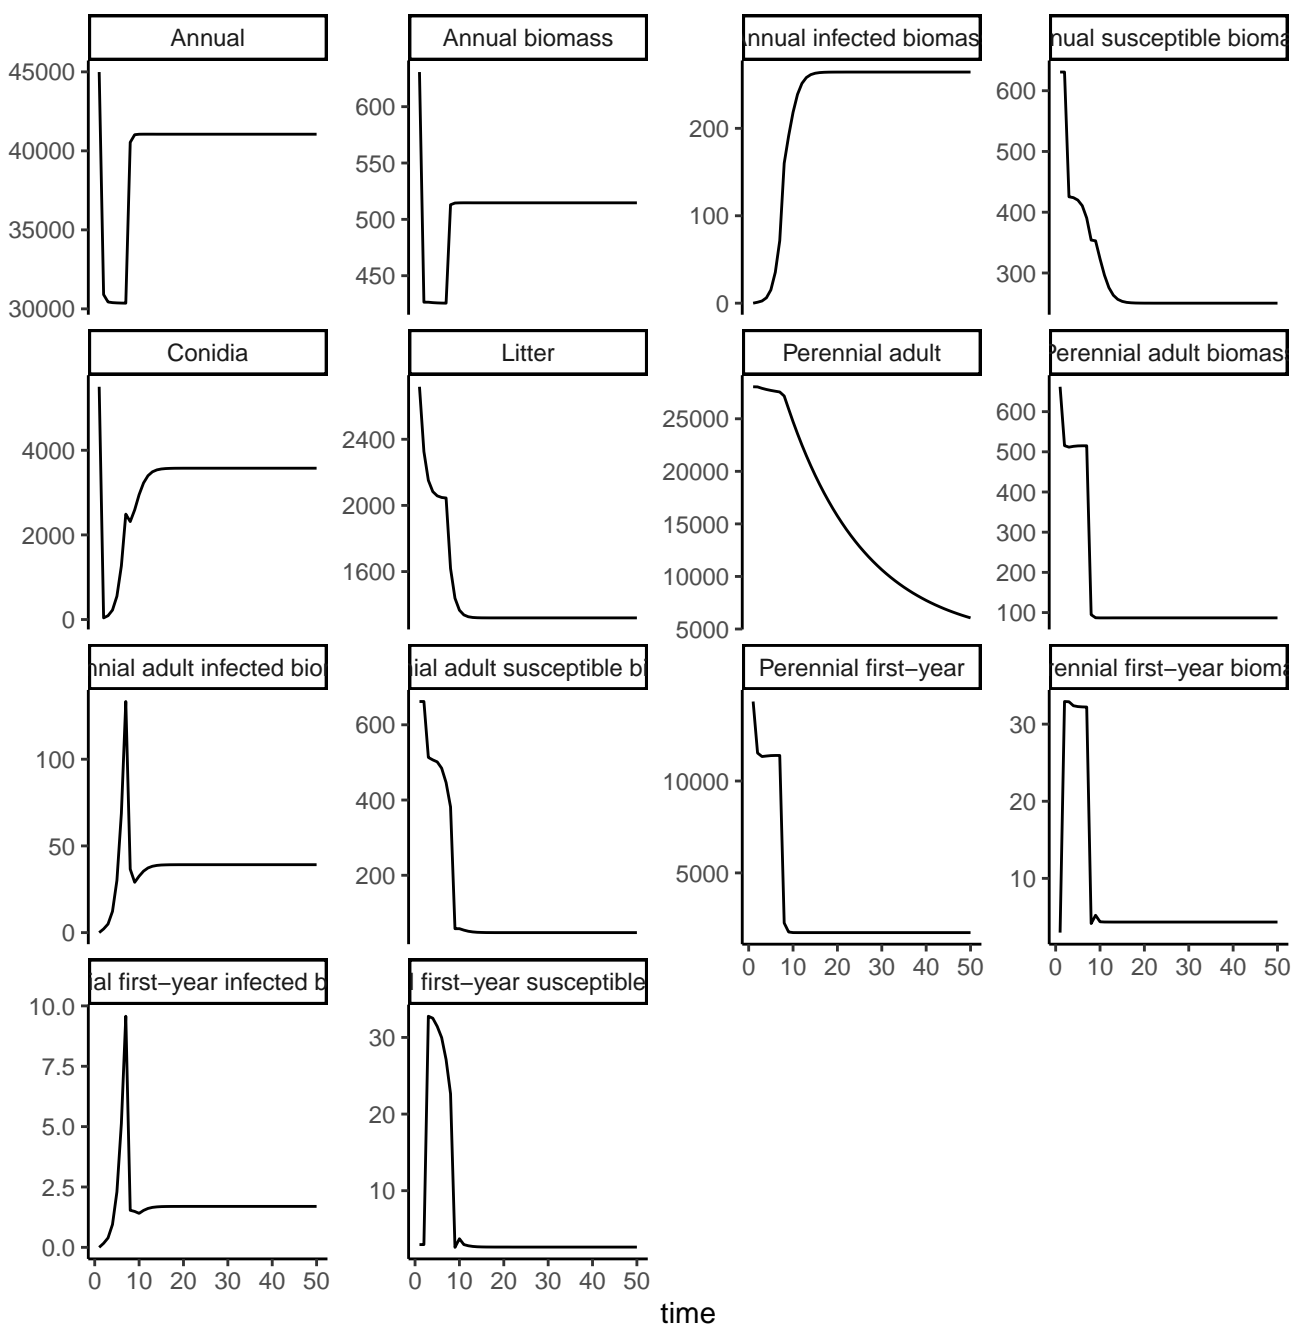 Annual
Annual biomass
nnual infected biomas
nual susceptible bioma
45000
40000
35000
30000
600
550
500
450
200
100
0
600
500
400
300
Conidia
Litter
Perennial adult
Perennial adult biomass
4000
2000
0
2400
2000
1600
25000
20000
15000
10000
5000
600
500
400
300
200
100
nnial adult infected bion
ial adult susceptible bi
Perennial first−year
rennial first−year bioma
100
50
0
600
400
200
10000
5000
30
20
10
0 10 20 30 40 50
0 10 20 30 40 50
ial first−year infected b
first−year susceptible
10.0
7.5
5.0
2.5
0.0
30
20
10
0 10 20 30 40 50
0 10 20 30 40 50
time